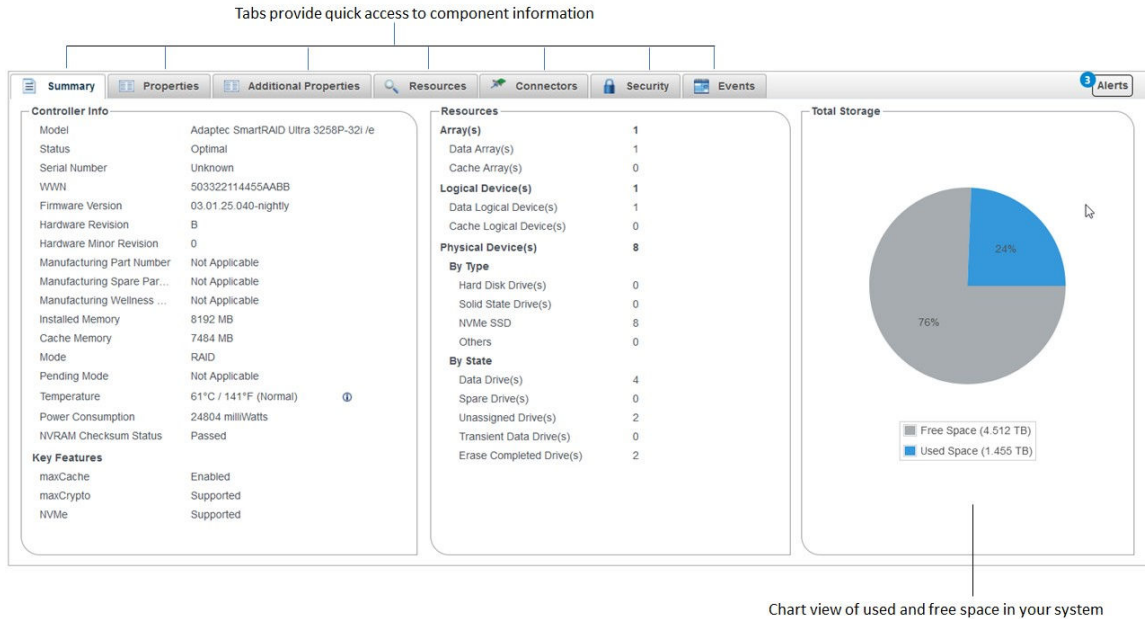 Tabs provide quick access to component information
Summary Properties Additional Properties Resources Connectors Security Events 3 Alerts
Controller Info
Model Adaptec SmartRAID Ultra 3258P-32i /e
Status Optimal
Serial Number Unknown
WWN 503322114455AABB
Firmware Version 03.01.25.040-nightly
Hardware Revision B
Hardware Minor Revision 0
Manufacturing Part Number Not Applicable
Manufacturing Spare Par... Not Applicable
Manufacturing Wellness ... Not Applicable
Installed Memory 8192 MB
Cache Memory 7484 MB
Mode RAID
Pending Mode Not Applicable
Temperature 61°C / 141°F (Normal)
Power Consumption 24804 milliWatts
NVRAM Checksum Status Passed
Key Features
maxCache Enabled
maxCrypto Supported
NVMe Supported
Resources
Array(s) 1
Data Array(s) 1
Cache Array(s) 0
Logical Device(s) 1
Data Logical Device(s) 1
Cache Logical Device(s) 0
Physical Device(s) 8
By Type
Hard Disk Drive(s) 0
Solid State Drive(s) 0
NVMe SSD 8
Others 0
By State
Data Drive(s) 4
Spare Drive(s) 0
Unassigned Drive(s) 2
Transient Data Drive(s) 0
Erase Completed Drive(s) 2
Total Storage
24%
76%
Free Space (4.512 TB)
Used Space (1.455 TB)
Chart view of used and free space in your system